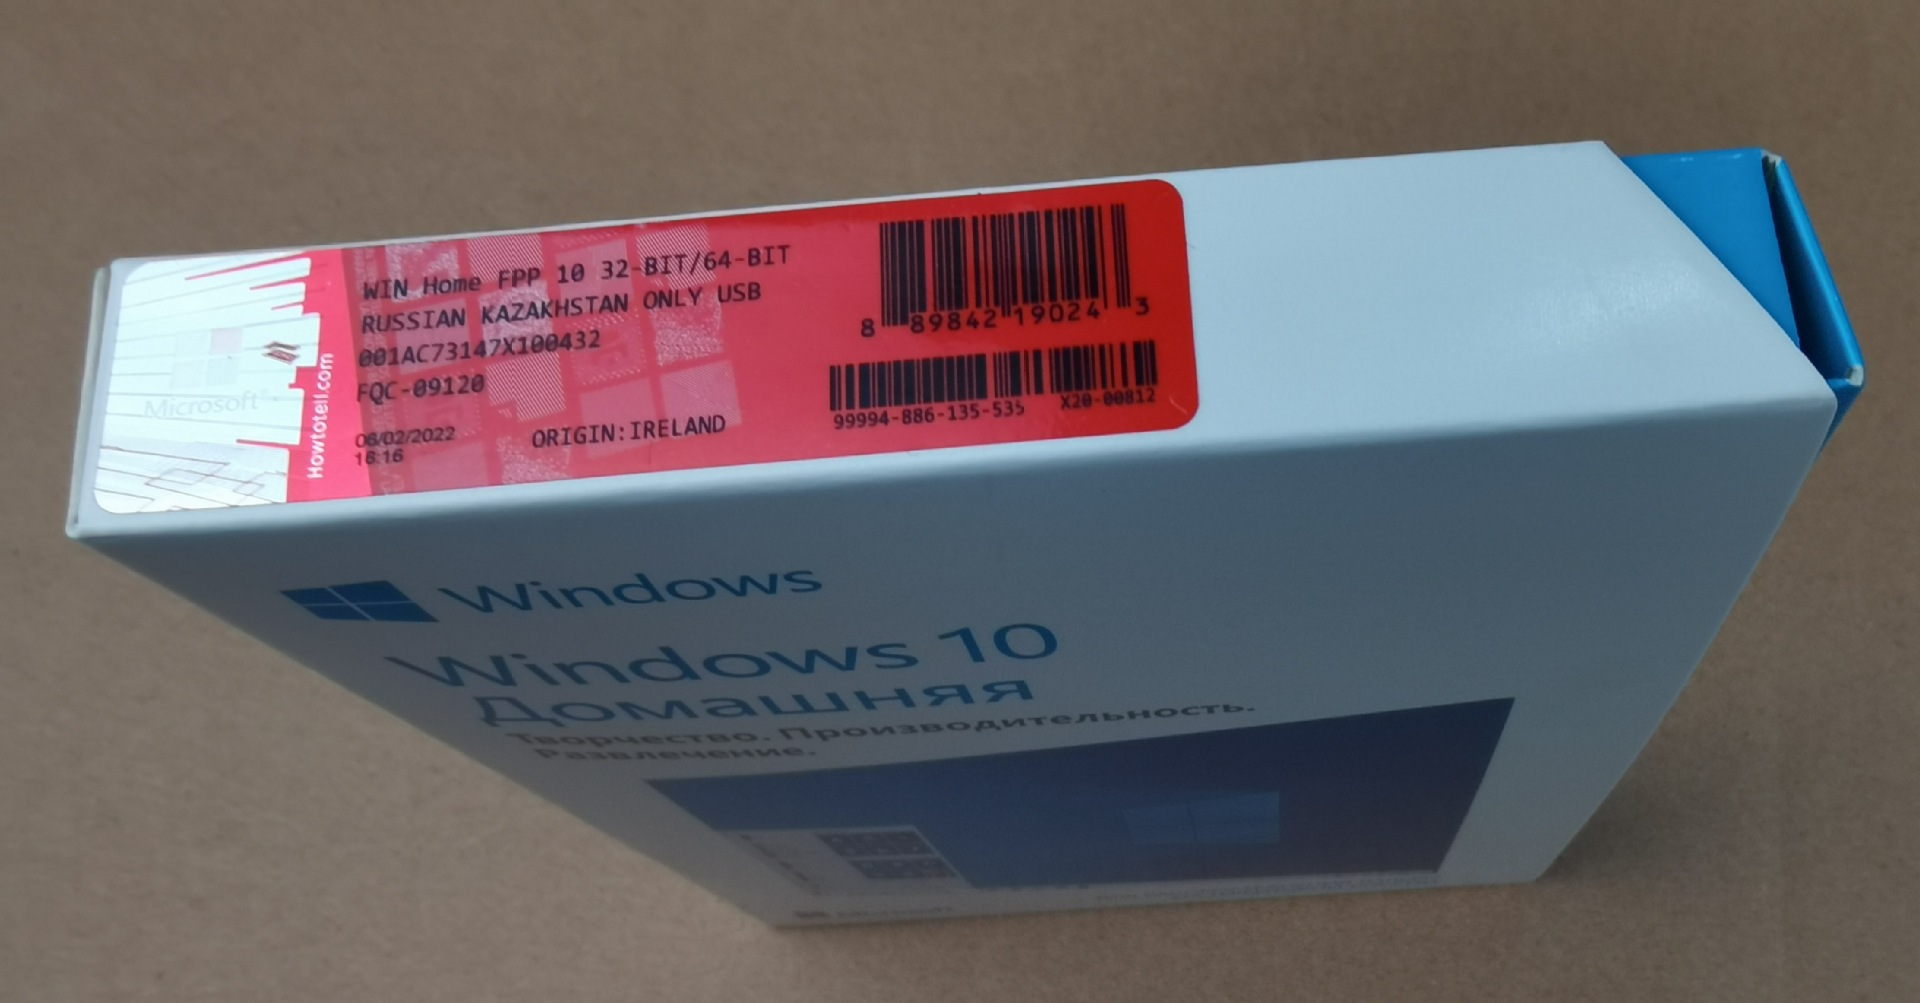 WIN Home FPP 10 32-BIT/64-BIT
RUSSIAN KAZAKHSTAN ONLY USB
001AC73147X100432
FQC-09120
06/02/2022
16:16
ORIGIN:IRELAND
Microsoft
Howtotell.com
8 89842 19024 3
99994-886-135-535 X20-00812
Windows
Windows 10
Домашняя
Творчество. Производительность.
Развлечение.